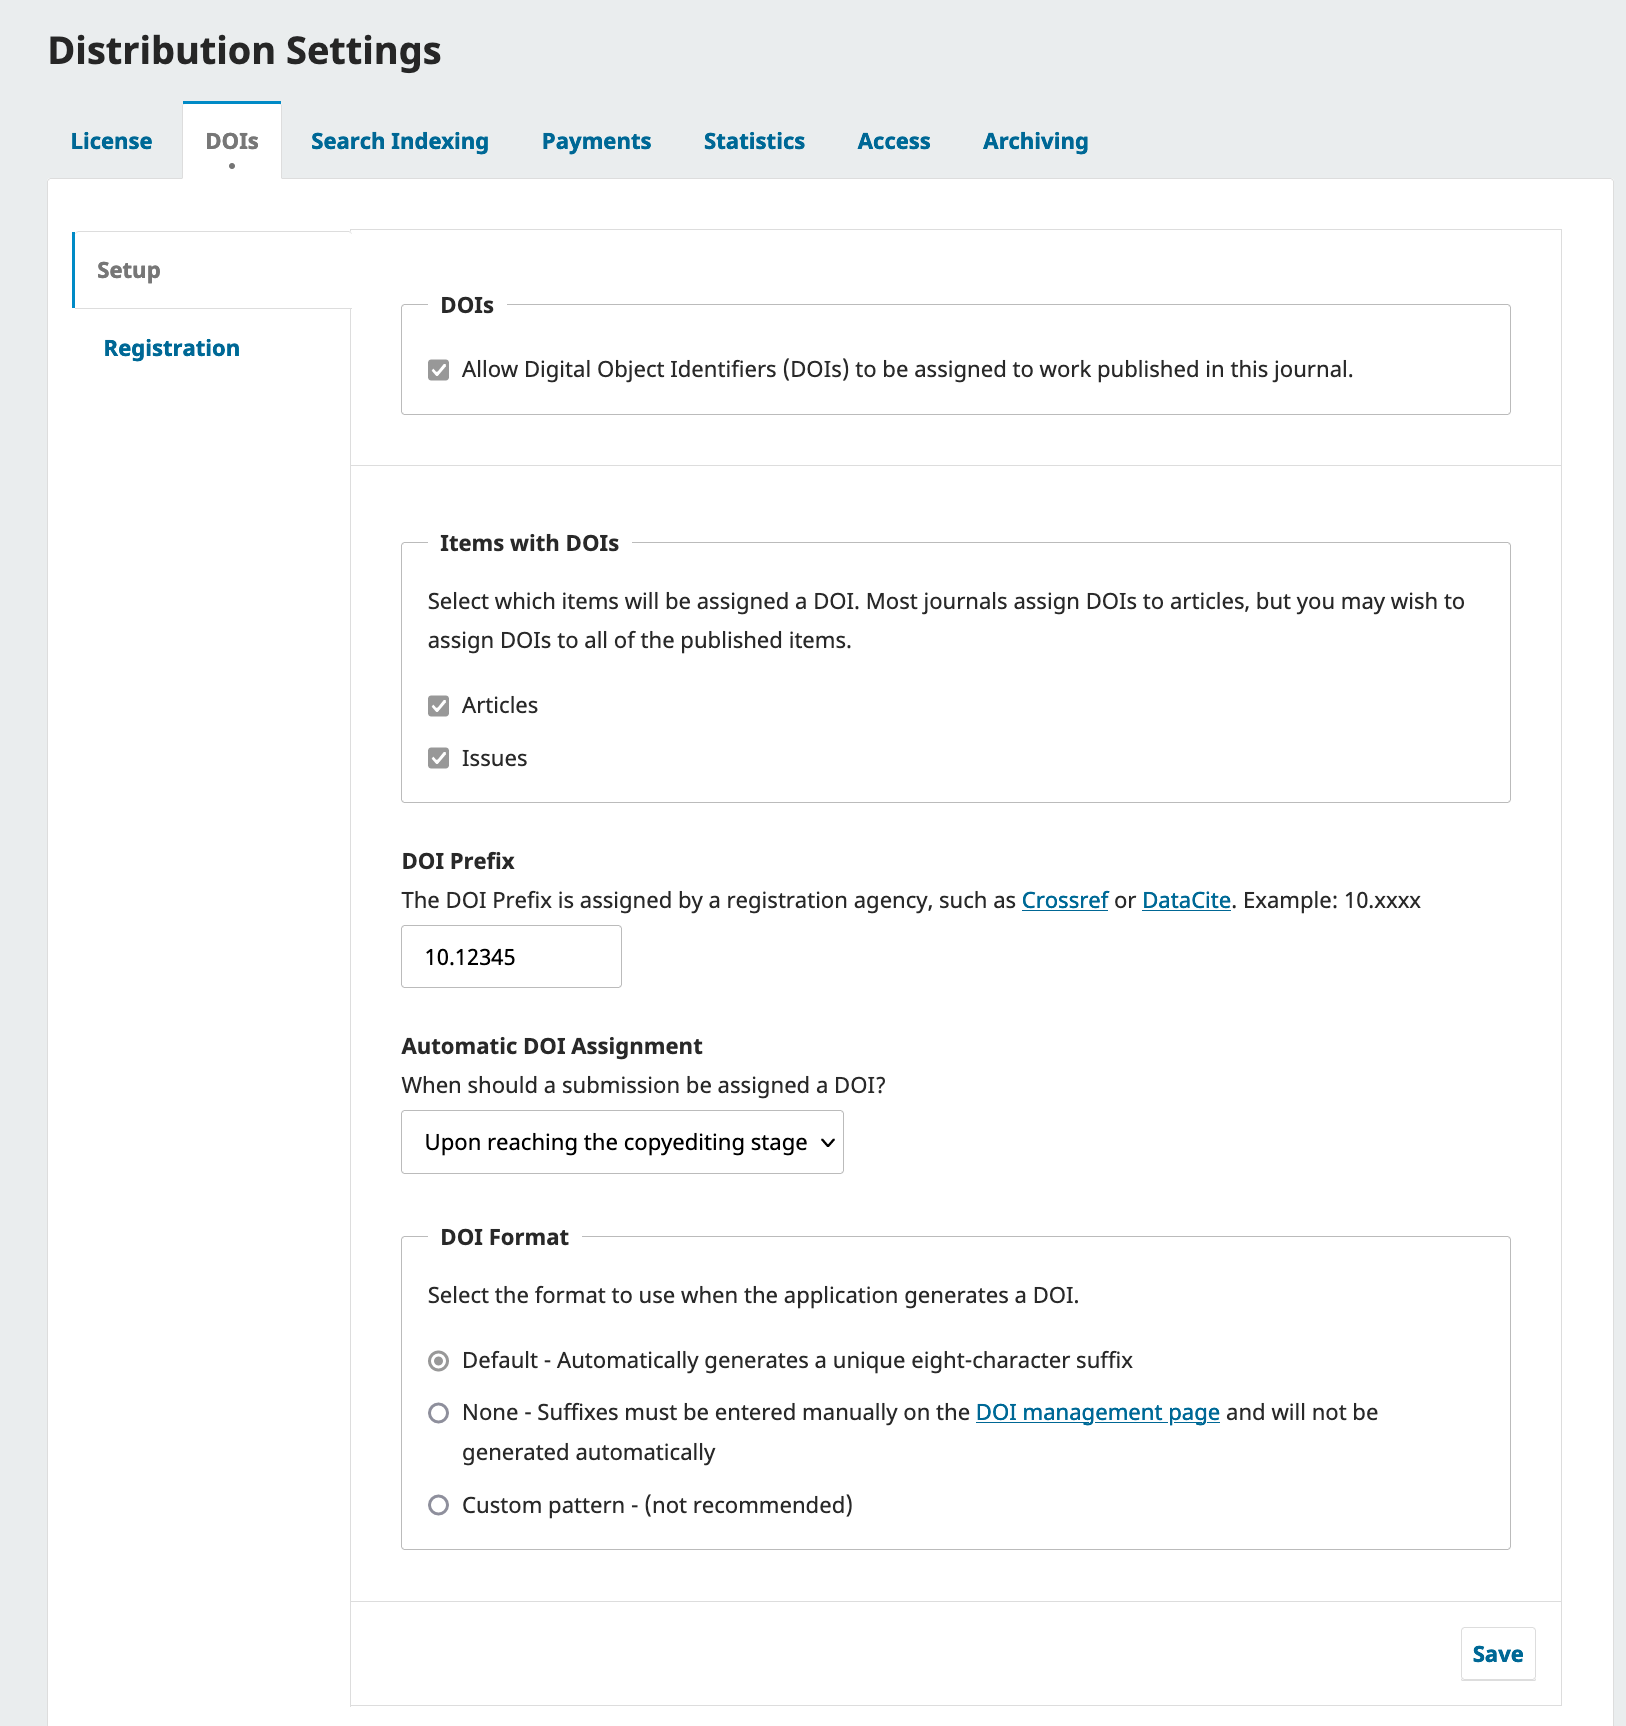 Distribution Settings
License DOIs Search Indexing Payments Statistics Access Archiving
Setup
Registration
DOIs
Allow Digital Object Identifiers (DOIs) to be assigned to work published in this journal.
Items with DOIs
Select which items will be assigned a DOI. Most journals assign DOIs to articles, but you may wish to
assign DOIs to all of the published items.
Articles
Issues
DOI Prefix
The DOI Prefix is assigned by a registration agency, such as Crossref or DataCite. Example: 10.xxxx
10.12345
Automatic DOI Assignment
When should a submission be assigned a DOI?
Upon reaching the copyediting stage
DOI Format
Select the format to use when the application generates a DOI.
Default - Automatically generates a unique eight-character suffix
None - Suffixes must be entered manually on the DOI management page and will not be
generated automatically
Custom pattern - (not recommended)
Save